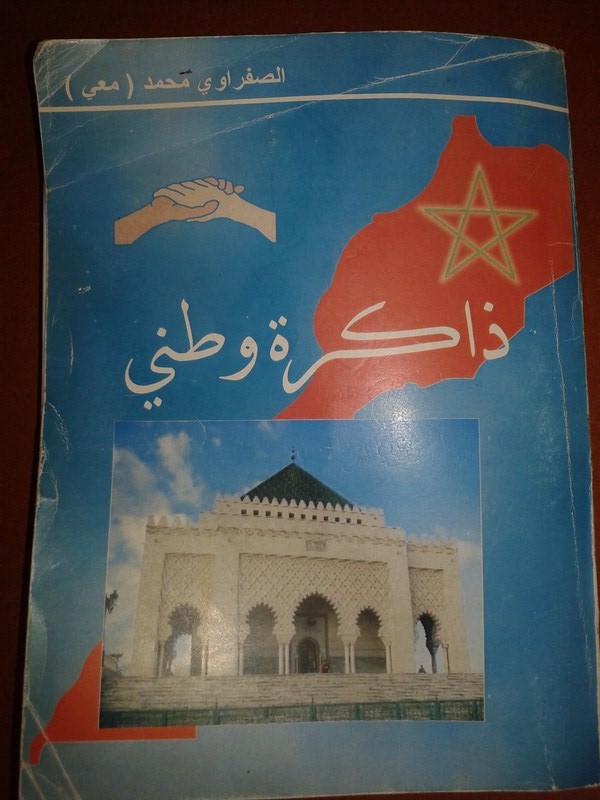 الصفراوي محمد ( معي )
ذاكرة وطني